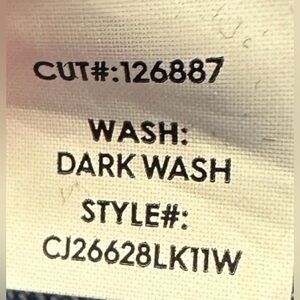 CUT#:126887
WASH:
DARK WASH
STYLE#:
CJ26628LK11W